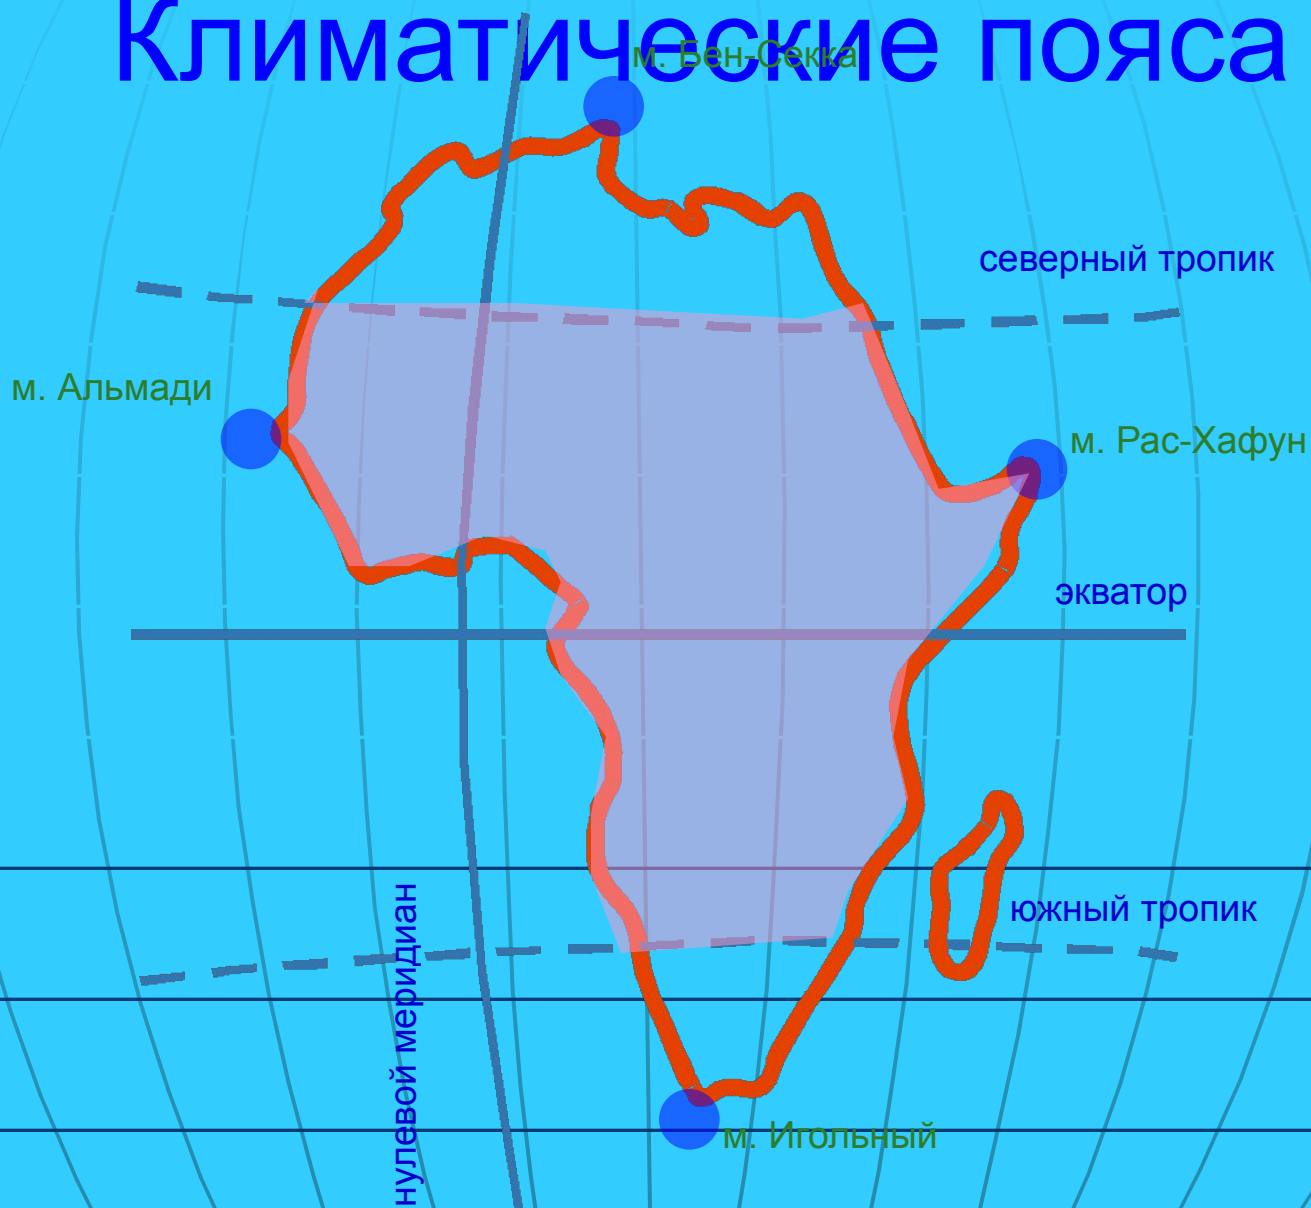 Климатические пояса
м. Бен-Секка
северный тропик
м. Альмади
м. Рас-Хафун
экватор
южный тропик
нулевой меридиан
м. Игольный